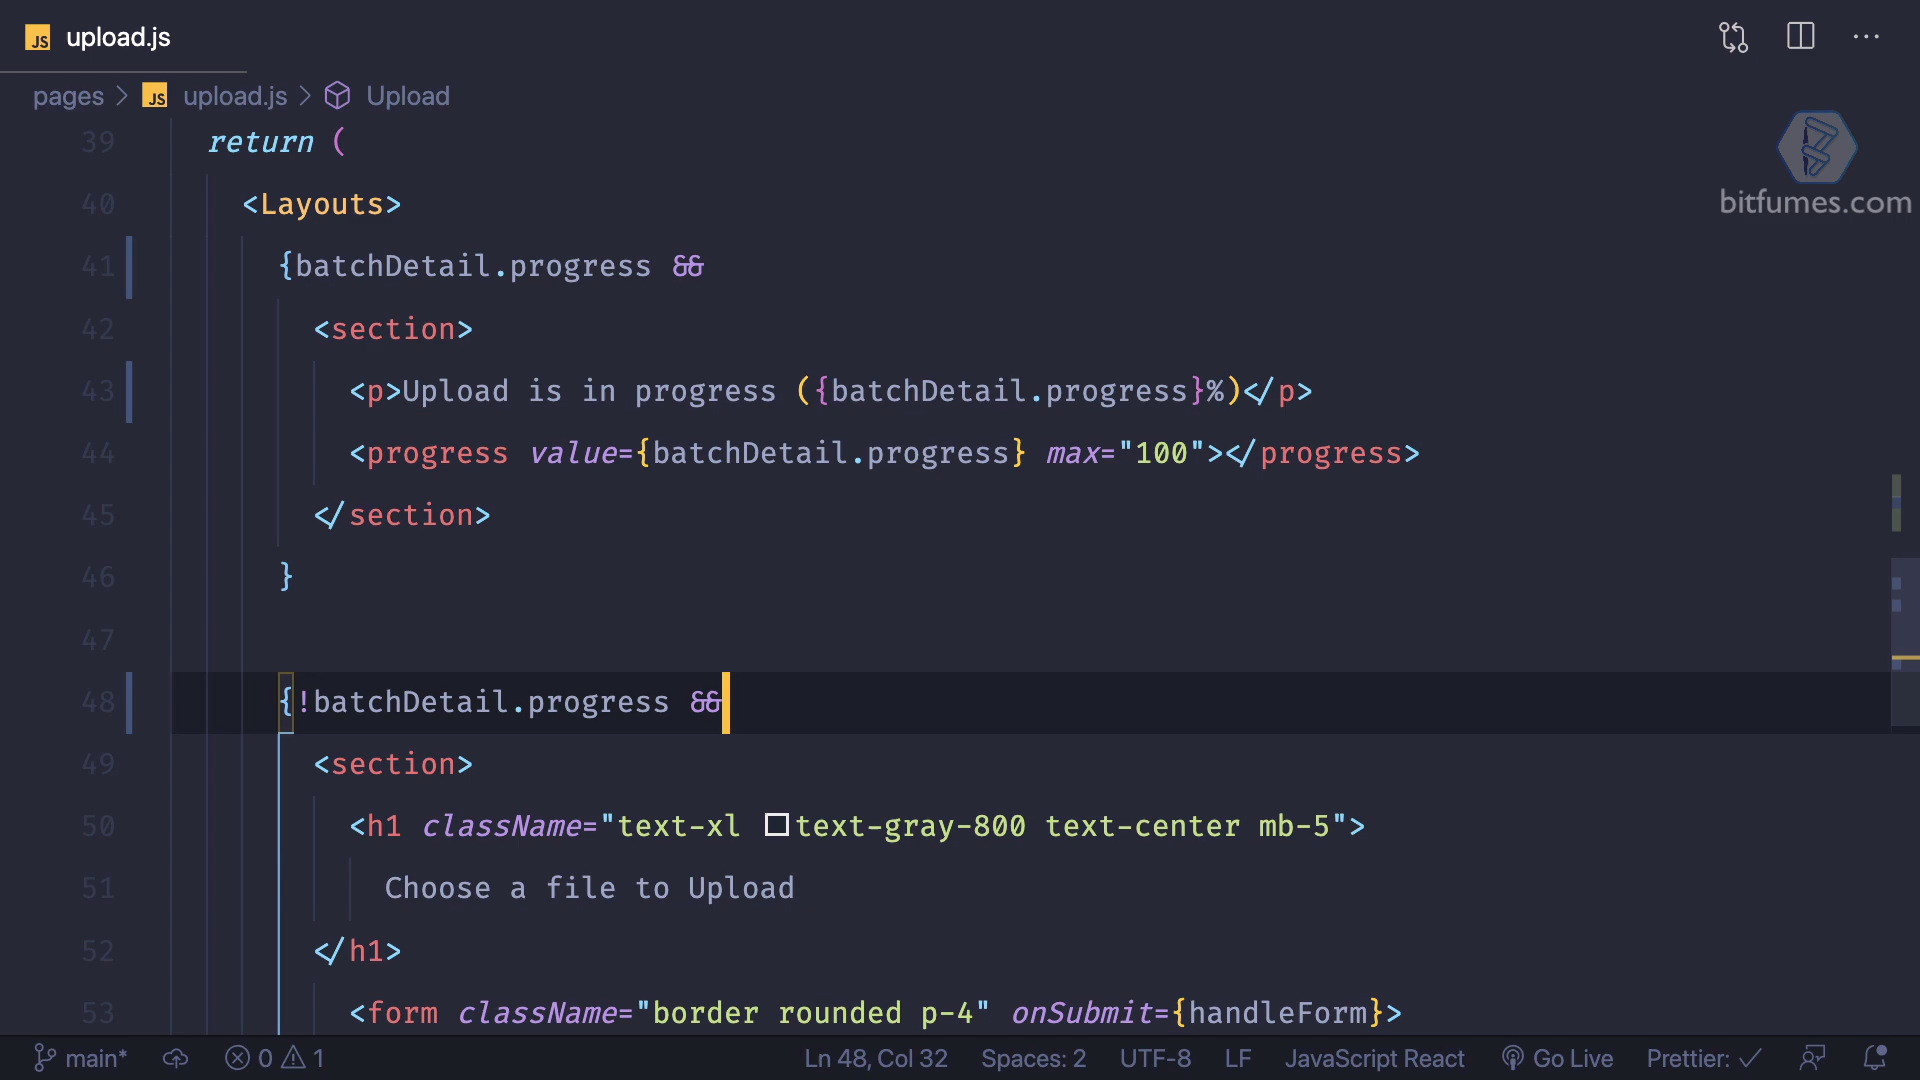 JS upload.js
pages > JS upload.js > Upload
bitfumes.com
39 return (
40 <Layouts>
41 {batchDetail.progress &&
42 <section>
43 <p>Upload is in progress ({batchDetail.progress}%)</p>
44 <progress value={batchDetail.progress} max="100"></progress>
45 </section>
46 }
47
48 {!batchDetail.progress &&
49 <section>
50 <h1 className="text-xl text-gray-800 text-center mb-5">
51 Choose a file to Upload
52 </h1>
53 <form className="border rounded p-4" onSubmit={handleForm}>
main* 0 1 Ln 48, Col 32 Spaces: 2 UTF-8 LF JavaScript React Go Live Prettier: ✓